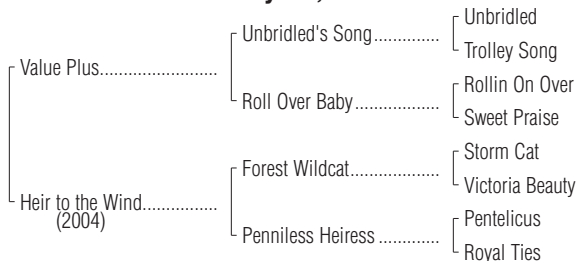 Unbridled
Unbridled's Song..............
Trolley Song
Value Plus.........................
Rollin On Over
Roll Over Baby..................
Sweet Praise
Storm Cat
Forest Wildcat...................
Victoria Beauty
Heir to the Wind................
(2004)
Pentelicus
Penniless Heiress .............
Royal Ties